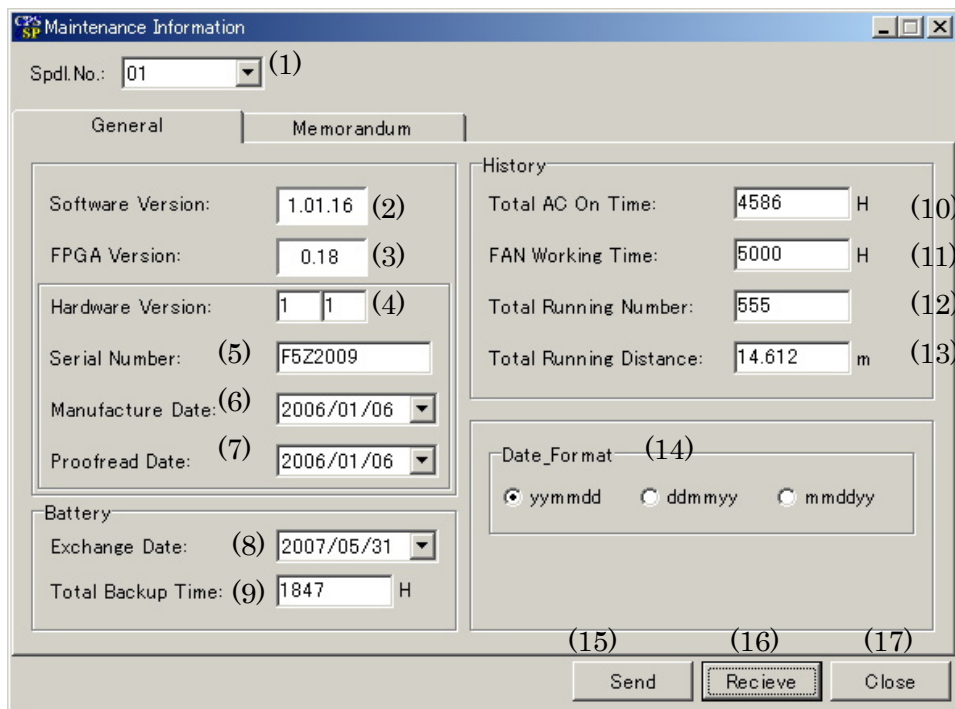 CPS SP Maintenance Information
Spdl.No.: 01 (1)
General Memorandum
Software Version: 1.01.16 (2)
FPGA Version: 0.18 (3)
Hardware Version: 1 1 (4)
Serial Number: (5) F5Z2009
Manufacture Date: (6) 2006/01/06
Proofread Date: (7) 2006/01/06
Battery
Exchange Date: (8) 2007/05/31
Total Backup Time: (9) 1847 H
History
Total AC On Time: 4586 H (10)
FAN Working Time: 5000 H (11)
Total Running Number: 555 (12)
Total Running Distance: 14.612 m (13)
Date_Format (14)
yymmdd ddmmyy mmddyy
(15) (16) (17)
Send Recieve Close